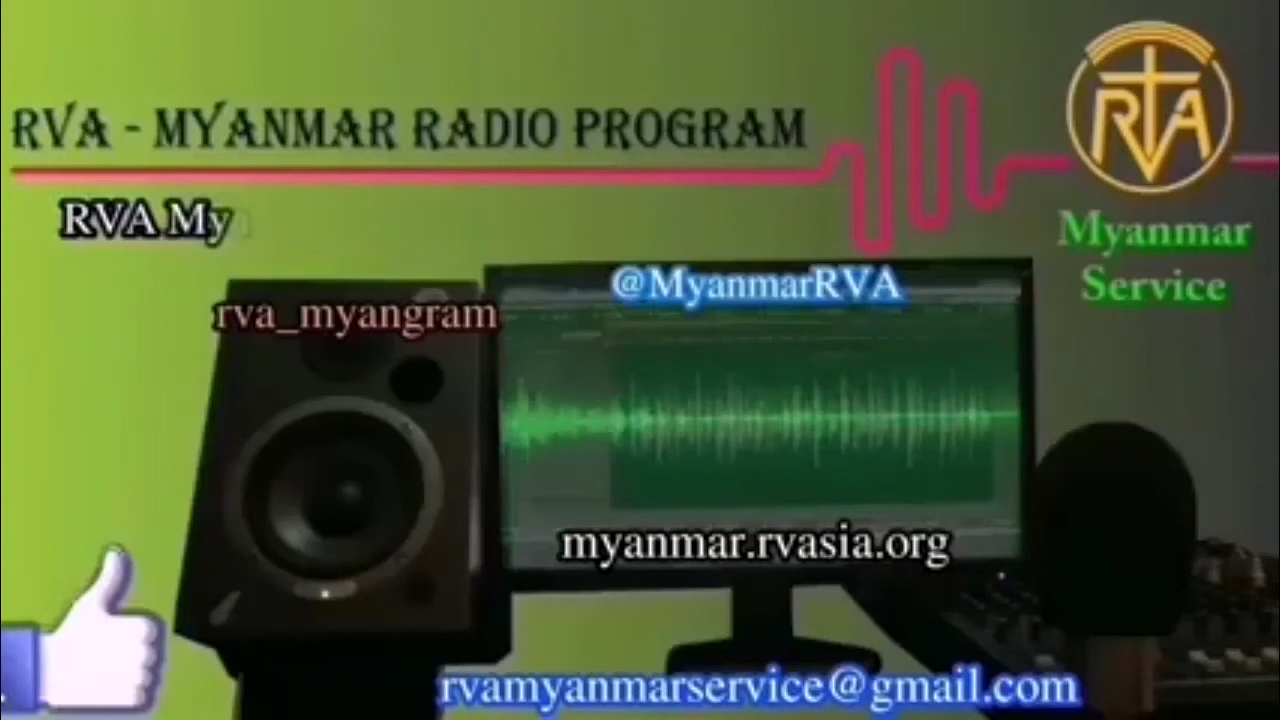 RVA - MYANMAR RADIO PROGRAM
RVA
Myanmar
Service
RVA My
@MyanmarRVA
rva_myangram
myanmar.rvasia.org
rvamyanmarservice@gmail.com